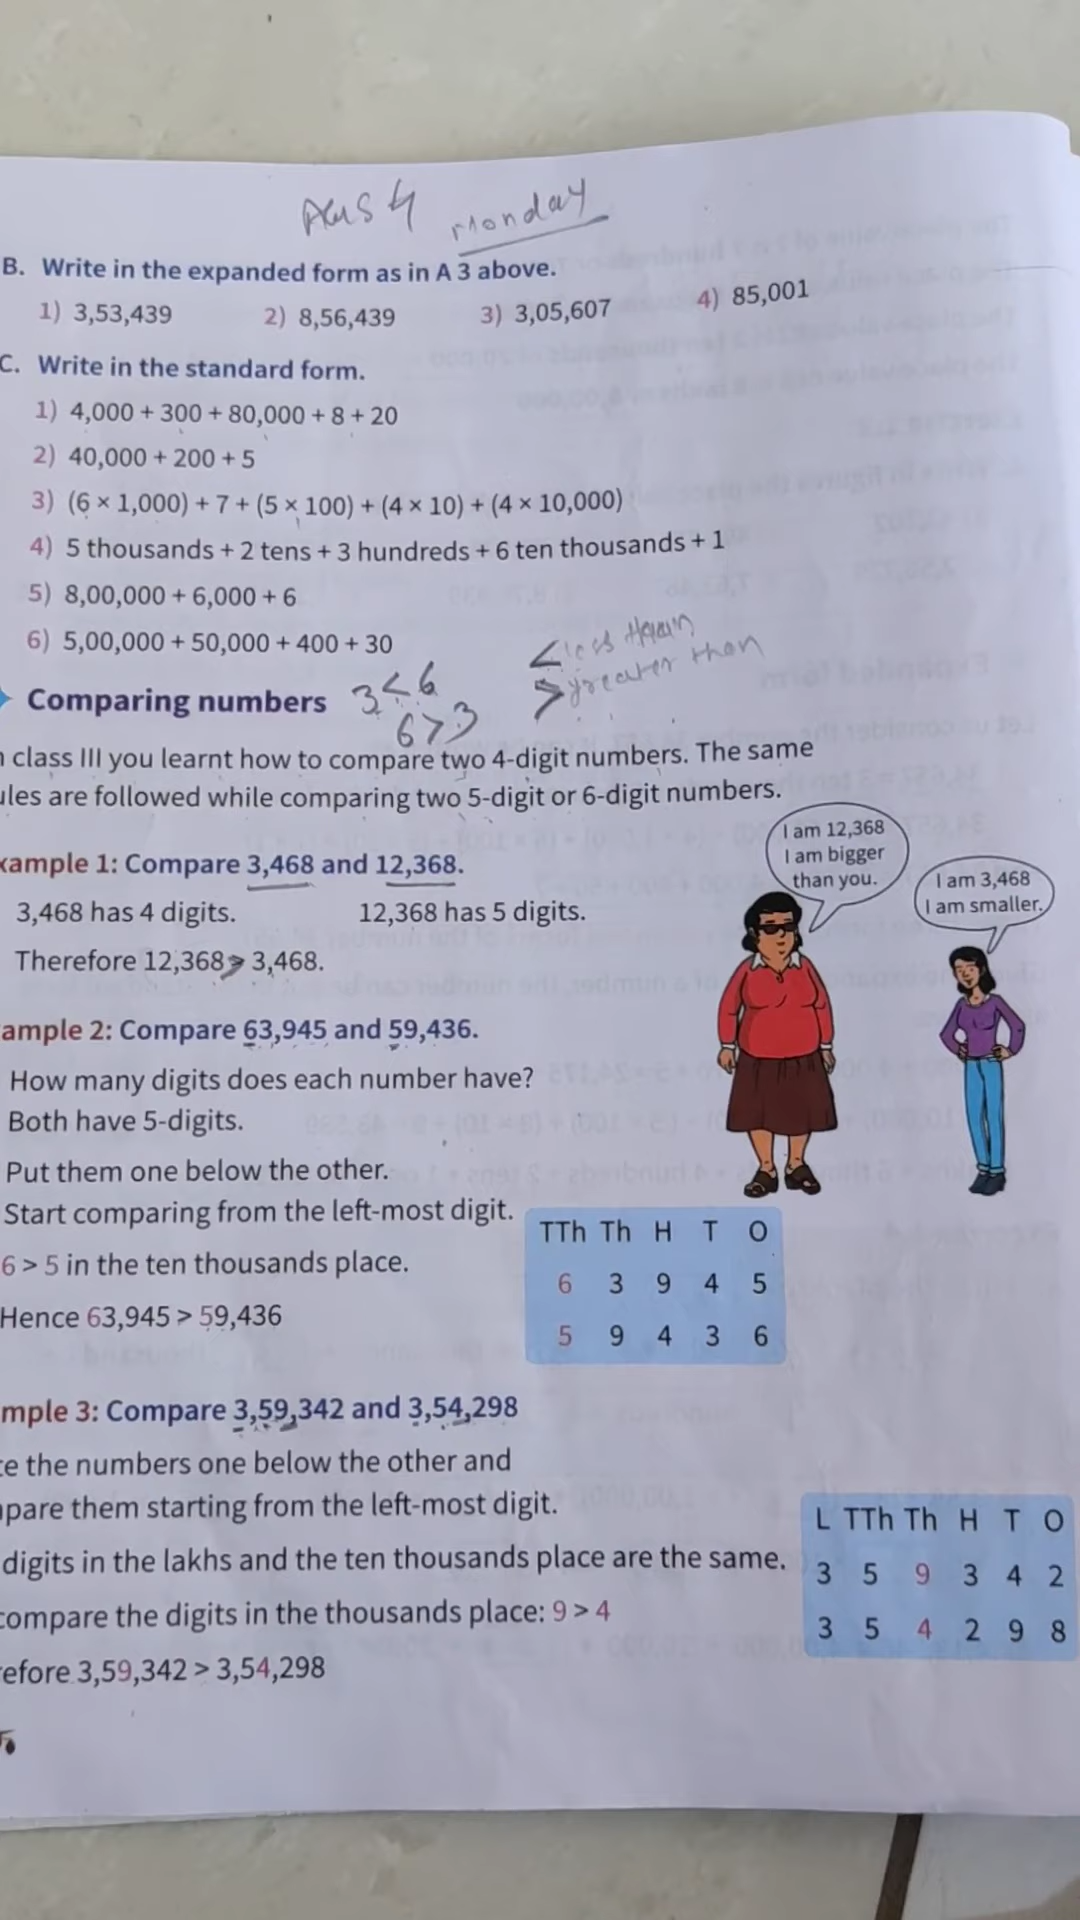 Monday
B. Write in the expanded form as in A 3 above.
1) 3,53,439 2) 8,56,439 3) 3,05,607 4) 85,001
C. Write in the standard form.
1) 4,000 + 300 + 80,000 + 8 + 20
2) 40,000 + 200 + 5
3) (6 × 1,000) + 7 + (5 × 100) + (4 × 10) + (4 × 10,000)
4) 5 thousands + 2 tens + 3 hundreds + 6 ten thousands + 1
5) 8,00,000 + 6,000 + 6
6) 5,00,000 + 50,000 + 400 + 30
< less than
> greater than
Comparing numbers 3 < 6
6 > 3
class III you learnt how to compare two 4-digit numbers. The same
ules are followed while comparing two 5-digit or 6-digit numbers.
I am 12,368
I am bigger
than you.
I am 3,468
I am smaller.
xample 1: Compare 3,468 and 12,368.
3,468 has 4 digits. 12,368 has 5 digits.
Therefore 12,368 > 3,468.
ample 2: Compare 63,945 and 59,436.
How many digits does each number have?
Both have 5-digits.
Put them one below the other.
Start comparing from the left-most digit.
6 > 5 in the ten thousands place.
Hence 63,945 > 59,436
TTh Th H T O
6 3 9 4 5
5 9 4 3 6
mple 3: Compare 3,59,342 and 3,54,298
e the numbers one below the other and
pare them starting from the left-most digit.
digits in the lakhs and the ten thousands place are the same.
compare the digits in the thousands place: 9 > 4
efore 3,59,342 > 3,54,298
L TTh Th H T O
3 5 9 3 4 2
3 5 4 2 9 8